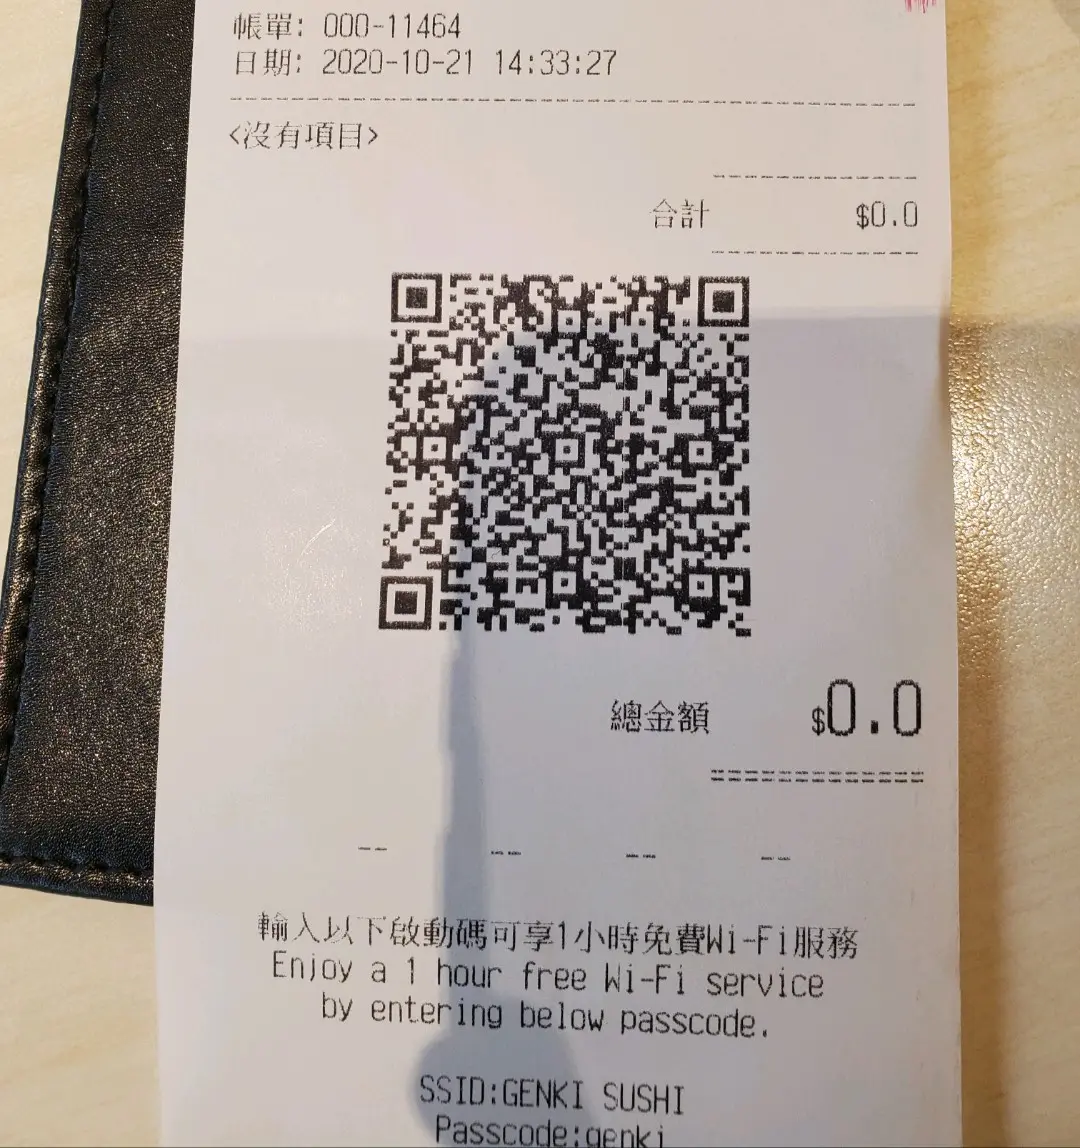 帳單: 000-11464
日期: 2020-10-21 14:33:27
<沒有項目>
合計 $0.0
總金額 $0.0
輸入以下啟動碼可享1小時免費Wi-Fi服務
Enjoy a 1 hour free Wi-Fi service
by entering below passcode.
SSID:GENKI SUSHI
Passcode:genki